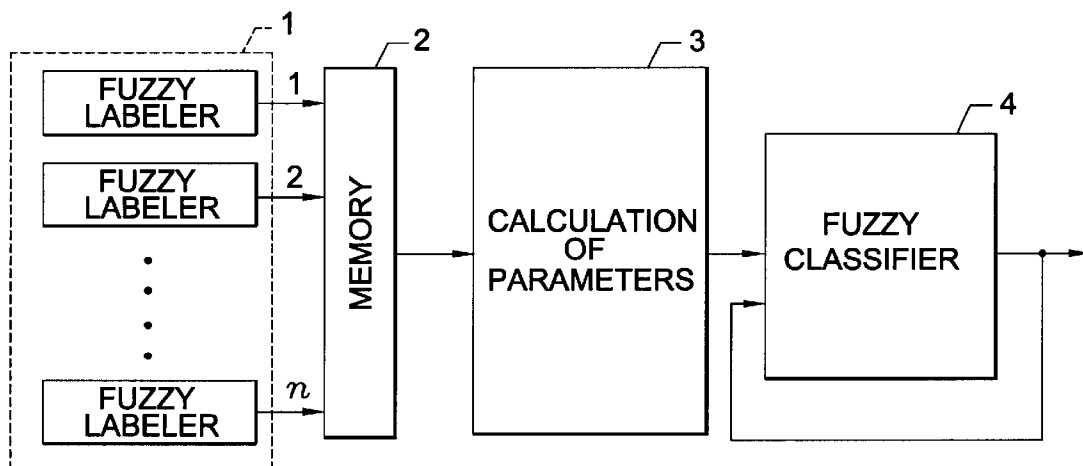 1
FUZZY
LABELER
1
FUZZY
LABELER
2
FUZZY
LABELER
n
2
MEMORY
3
CALCULATION
OF
PARAMETERS
4
FUZZY
CLASSIFIER